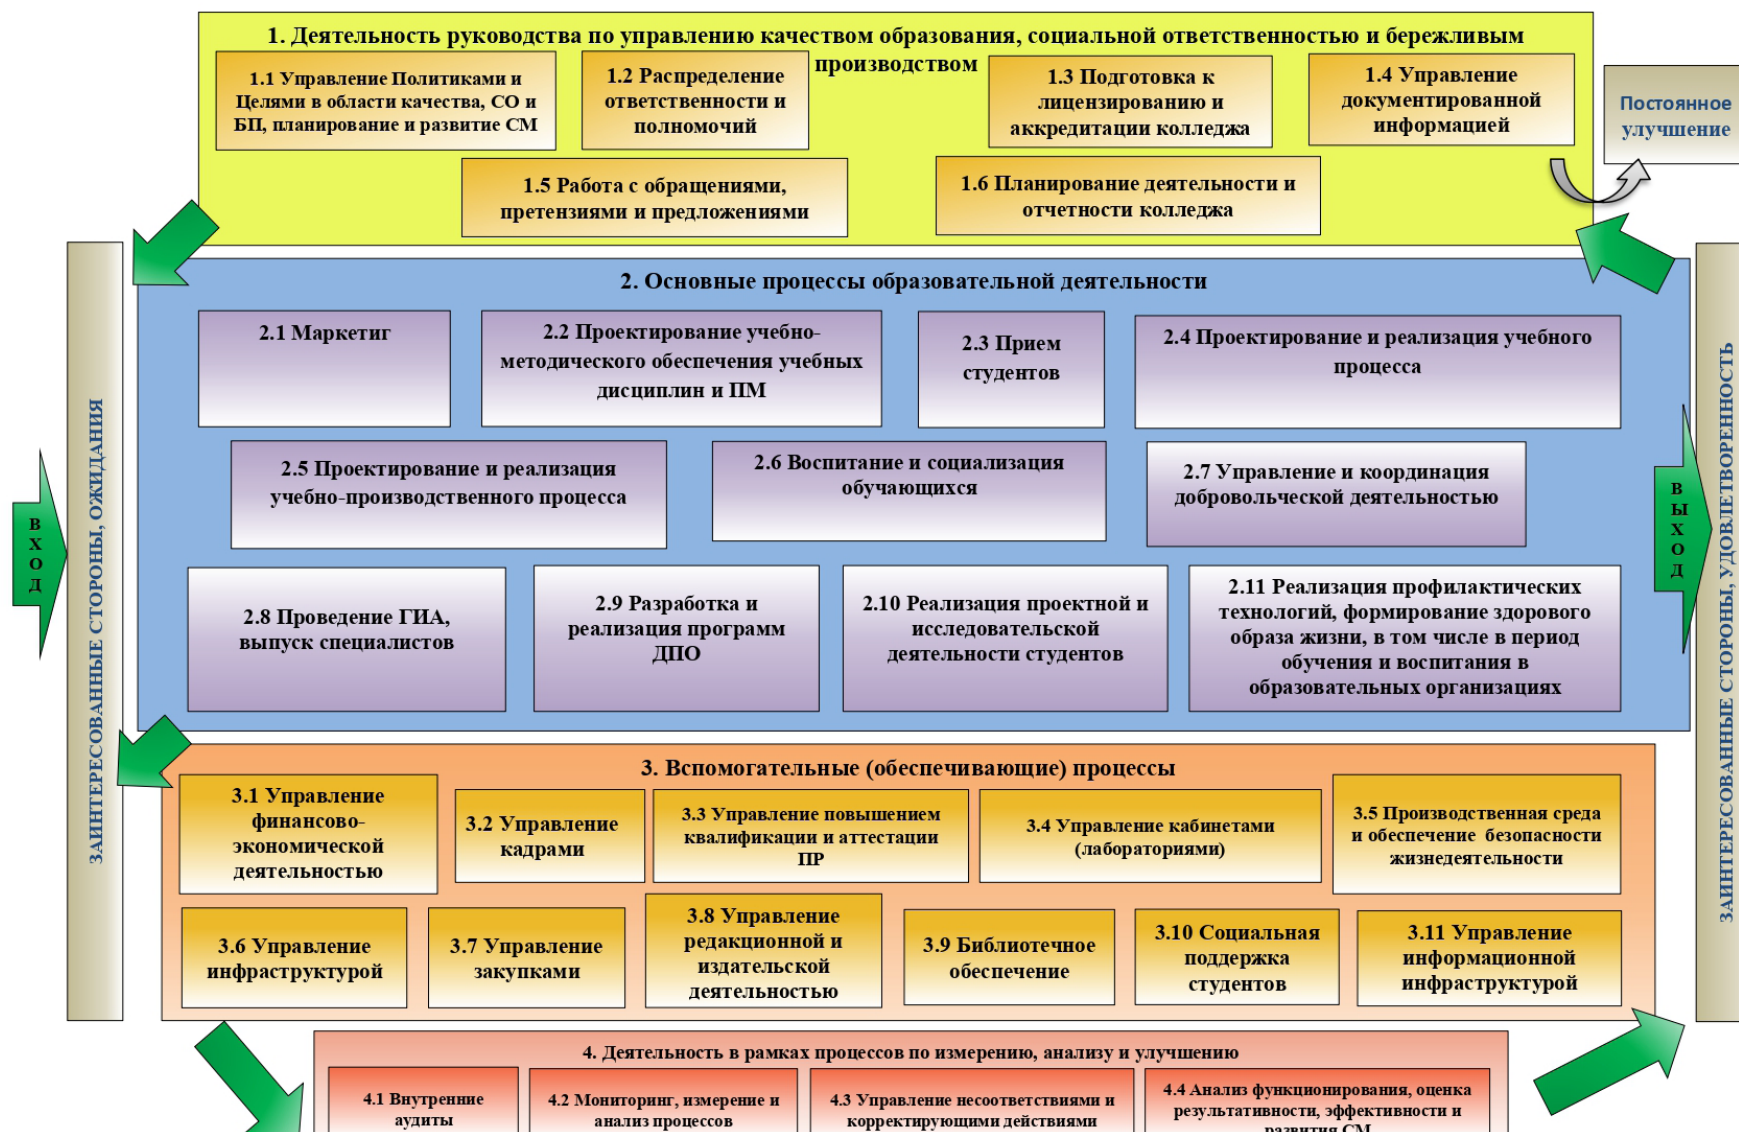 1. Деятельность руководства по управлению качеством образования, социальной ответственностью и бережливым
производством
1.1 Управление Политиками и
Целями в области качества, СО и
БП, планирование и развитие СМ
1.2 Распределение
ответственности и
полномочий
1.3 Подготовка к
лицензированию и
аккредитации колледжа
1.4 Управление
документированной
информацией
Постоянное
улучшение
1.5 Работа с обращениями,
претензиями и предложениями
1.6 Планирование деятельности и
отчетности колледжа
ВХОД
ЗАИНТЕРЕСОВАННЫЕ СТОРОНЫ, ОЖИДАНИЯ
2. Основные процессы образовательной деятельности
2.1 Маркетиг
2.2 Проектирование учебно-
методического обеспечения учебных
дисциплин и ПМ
2.3 Прием
студентов
2.4 Проектирование и реализация учебного
процесса
2.5 Проектирование и реализация
учебно-производственного процесса
2.6 Воспитание и социализация
обучающихся
2.7 Управление и координация
добровольческой деятельностью
2.8 Проведение ГИА,
выпуск специалистов
2.9 Разработка и
реализация программ
ДПО
2.10 Реализация проектной и
исследовательской
деятельности студентов
2.11 Реализация профилактических
технологий, формирование здорового
образа жизни, в том числе в период
обучения и воспитания в
образовательных организациях
ВЫХОД
ЗАИНТЕРЕСОВАННЫЕ СТОРОНЫ, УДОВЛЕТВОРЕННОСТЬ
3. Вспомогательные (обеспечивающие) процессы
3.1 Управление
финансово-
экономической
деятельностью
3.2 Управление
кадрами
3.3 Управление повышением
квалификации и аттестации
ПР
3.4 Управление кабинетами
(лабораториями)
3.5 Производственная среда
и обеспечение безопасности
жизнедеятельности
3.6 Управление
инфраструктурой
3.7 Управление
закупками
3.8 Управление
редакционной и
издательской
деятельностью
3.9 Библиотечное
обеспечение
3.10 Социальная
поддержка
студентов
3.11 Управление
информационной
инфраструктурой
4. Деятельность в рамках процессов по измерению, анализу и улучшению
4.1 Внутренние
аудиты
4.2 Мониторинг, измерение и
анализ процессов
4.3 Управление несоответствиями и
корректирующими действиями
4.4 Анализ функционирования, оценка
результативности, эффективности и
развития СМ